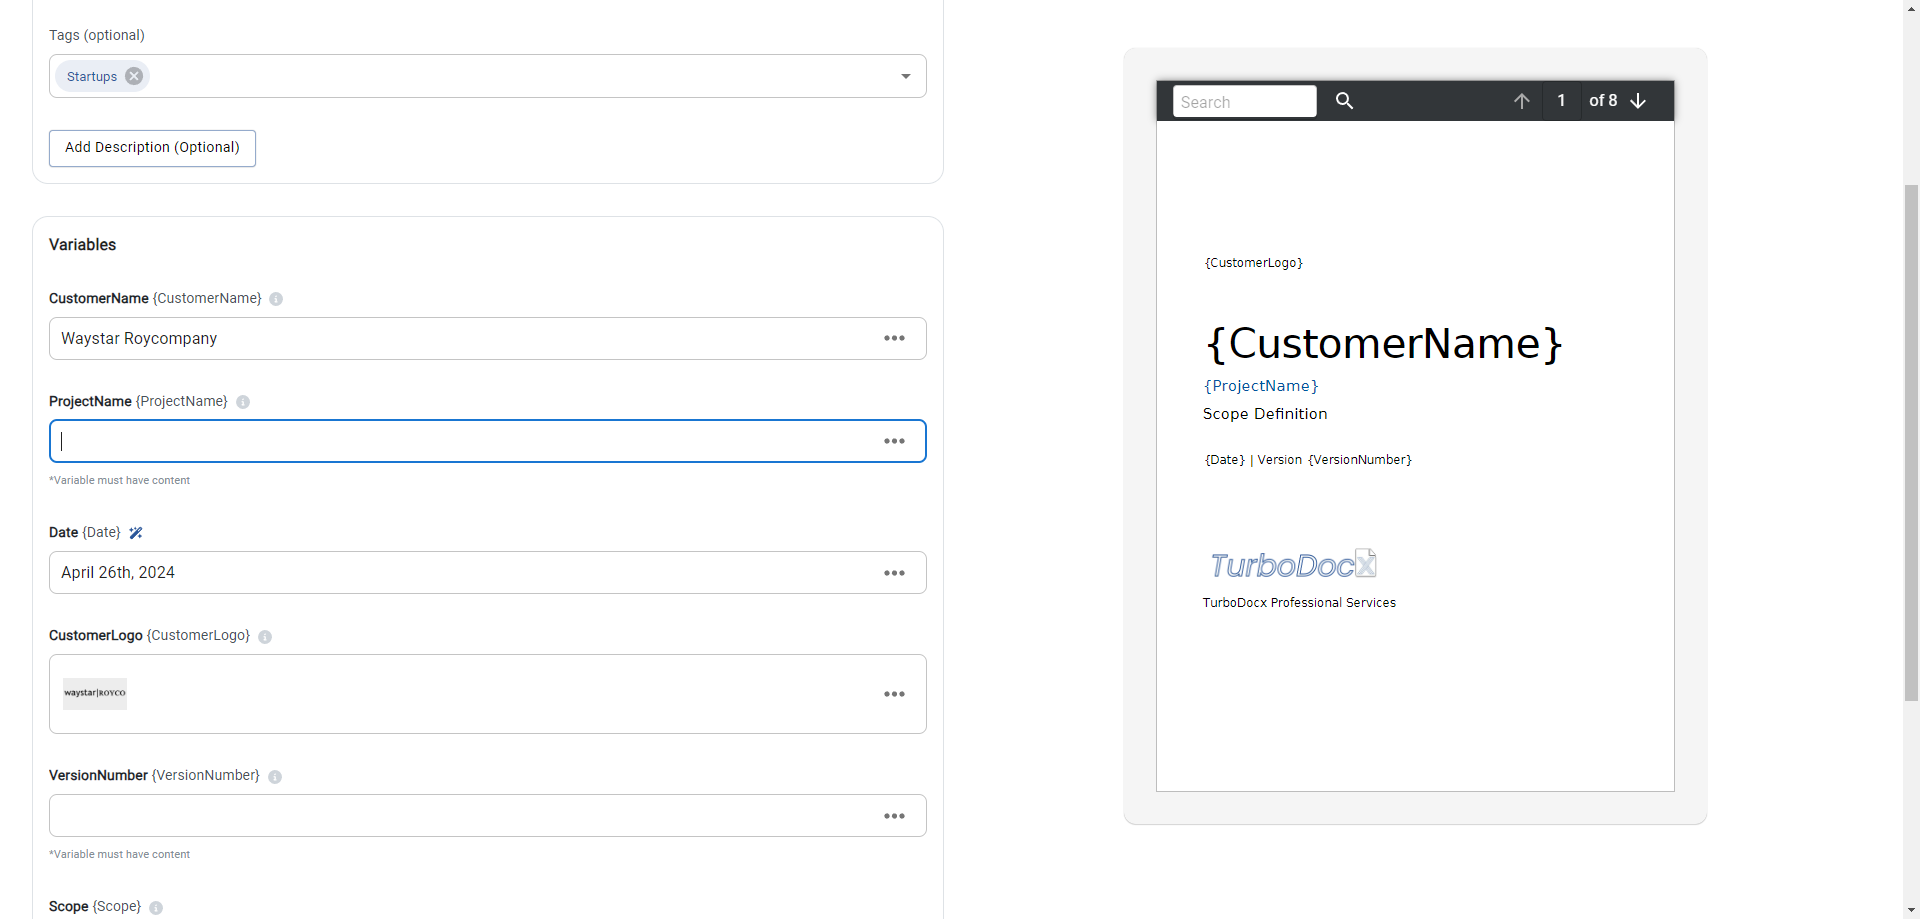 Tags (optional)
Startups
Add Description (Optional)
Variables
CustomerName {CustomerName}
Waystar Roycompany
ProjectName {ProjectName}
*Variable must have content
Date {Date}
April 26th, 2024
CustomerLogo {CustomerLogo}
waystar|ROYCO
VersionNumber {VersionNumber}
*Variable must have content
Scope {Scope}
Search
1 of 8
{CustomerLogo}
{CustomerName}
{ProjectName}
Scope Definition
{Date} | Version {VersionNumber}
TurboDocX
TurboDocx Professional Services